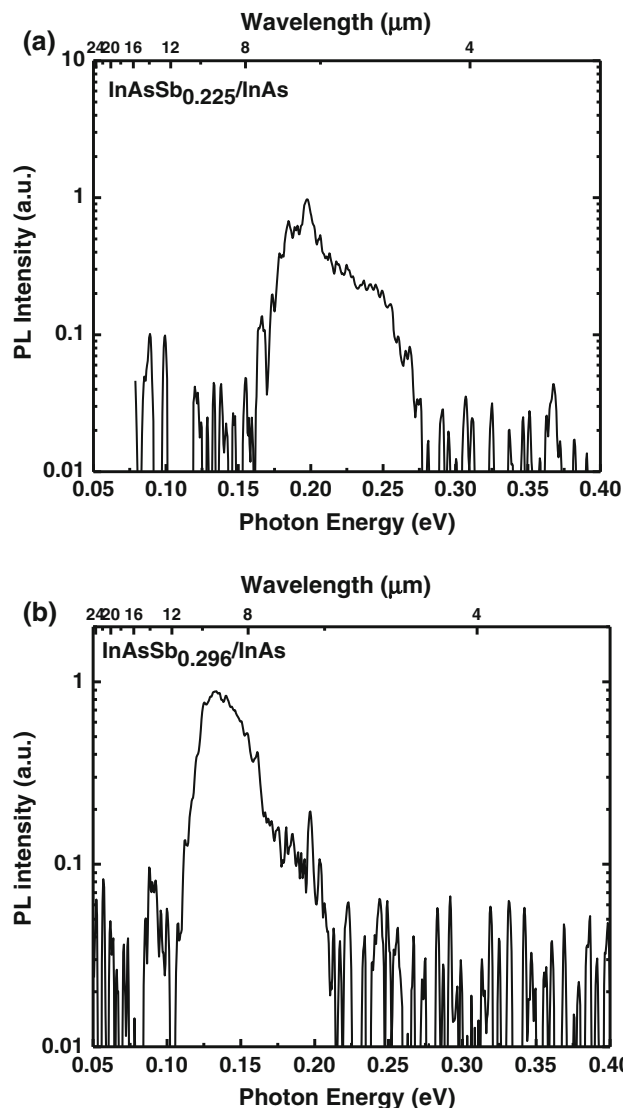 (a)
Wavelength (μm)
24 20 16 12 8 4
10
InAsSb0.225/InAs
1
0.1
0.01
PL Intensity (a.u.)
0.05 0.10 0.15 0.20 0.25 0.30 0.35 0.40
Photon Energy (eV)
(b)
Wavelength (μm)
24 20 16 12 8 4
InAsSb0.296/InAs
1
0.1
0.01
PL intensity (a.u.)
0.05 0.10 0.15 0.20 0.25 0.30 0.35 0.40
Photon Energy (eV)